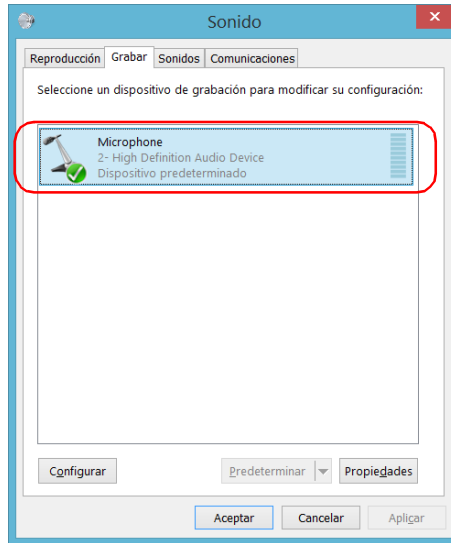 Sonido
Reproducción Grabar Sonidos Comunicaciones
Seleccione un dispositivo de grabación para modificar su configuración:
Microphone
2- High Definition Audio Device
Dispositivo predeterminado
Configurar Predeterminar Propiedades
Aceptar Cancelar Aplicar